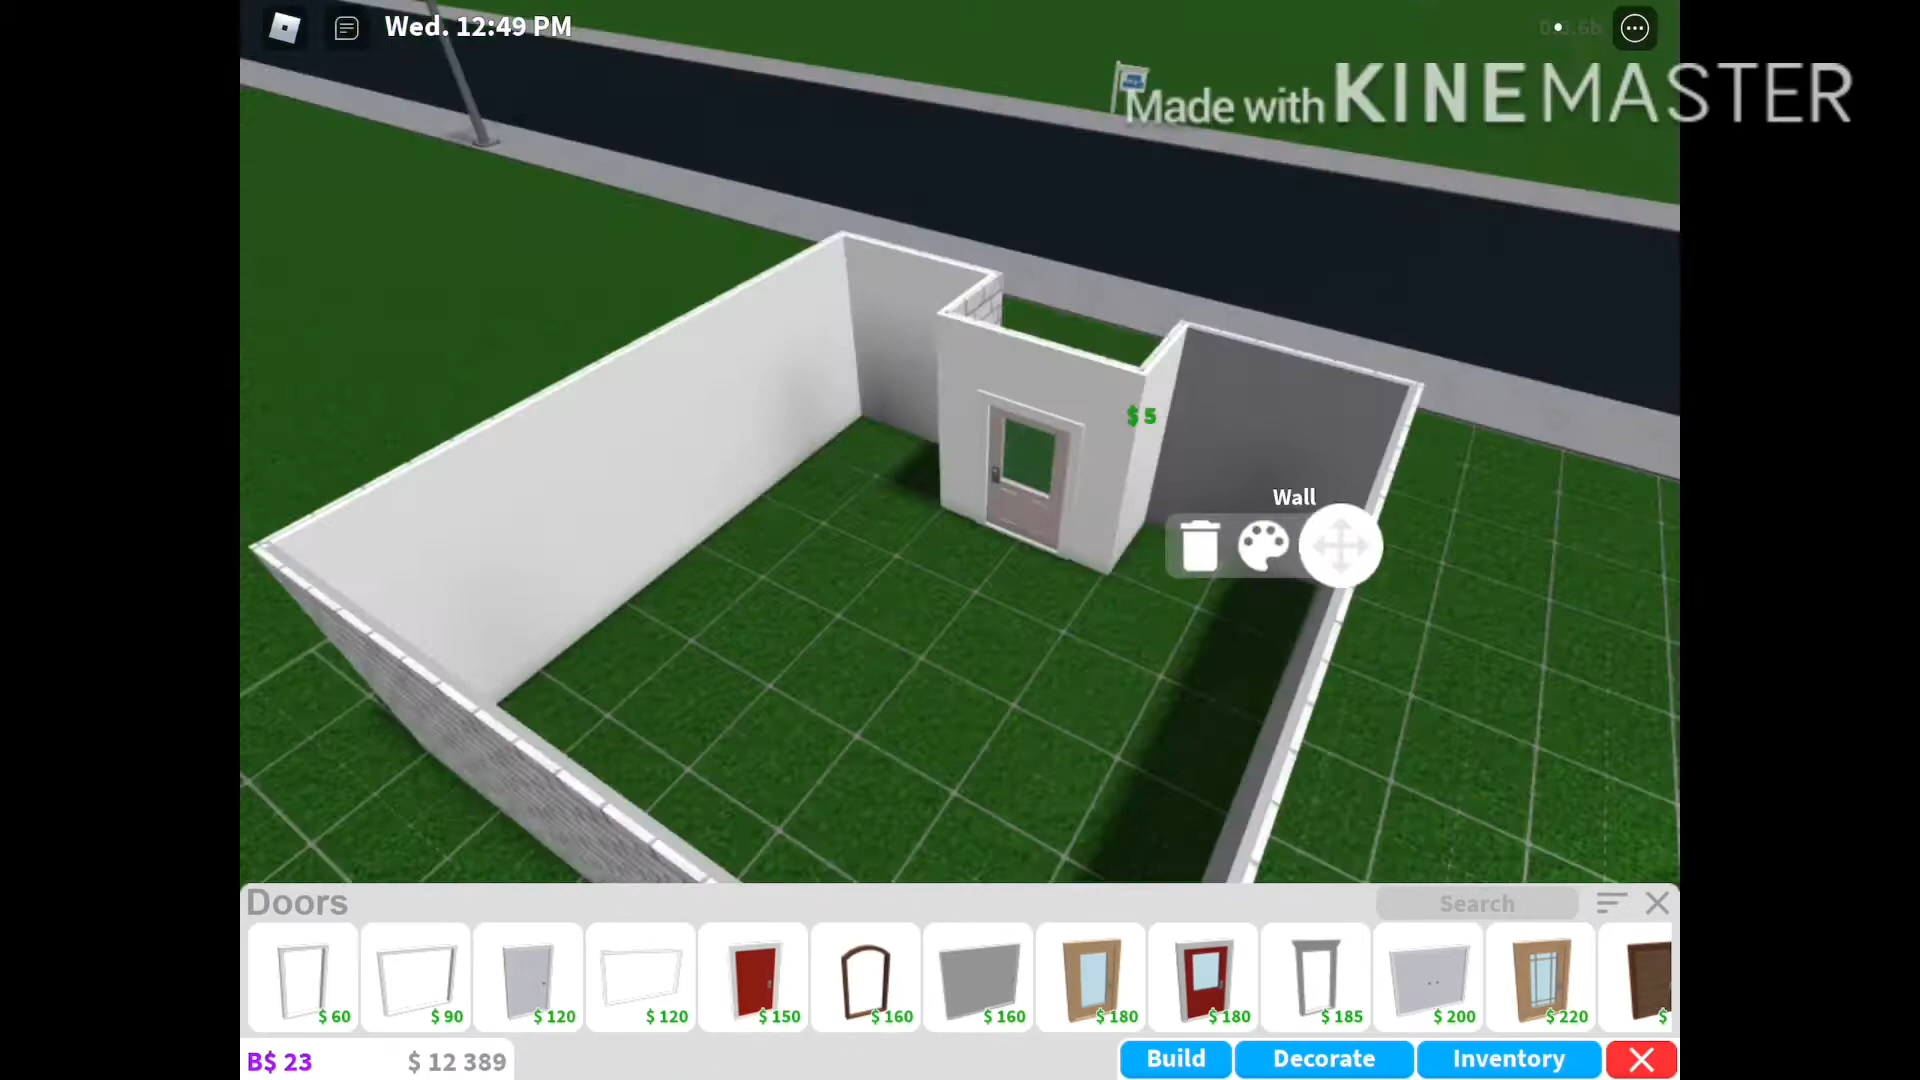 Wed. 12:49 PM
Made with KINEMASTER
$ 5
Wall
Doors
Search
$ 60
$ 90
$ 120
$ 120
$ 150
$ 160
$ 160
$ 180
$ 180
$ 185
$ 200
$ 220
$
B$ 23
$ 12 389
Build
Decorate
Inventory